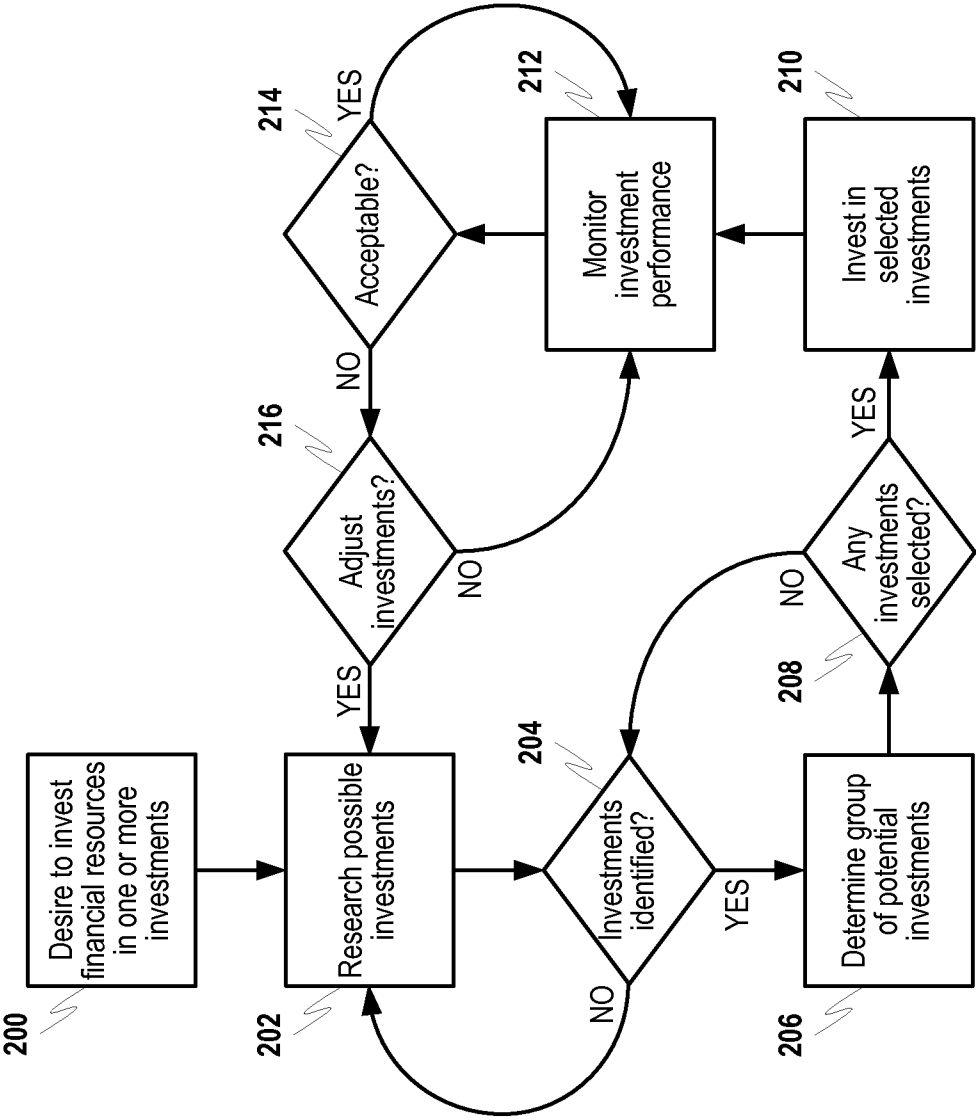 200
Desire to invest
financial resources
in one or more
investments
202
Research possible
investments
NO
204
Investments
identified?
YES
206
Determine group
of potential
investments
208
Any
investments
selected?
NO
YES
210
Invest in
selected
investments
212
Monitor
investment
performance
214
Acceptable?
YES
NO
216
Adjust
investments?
NO
YES